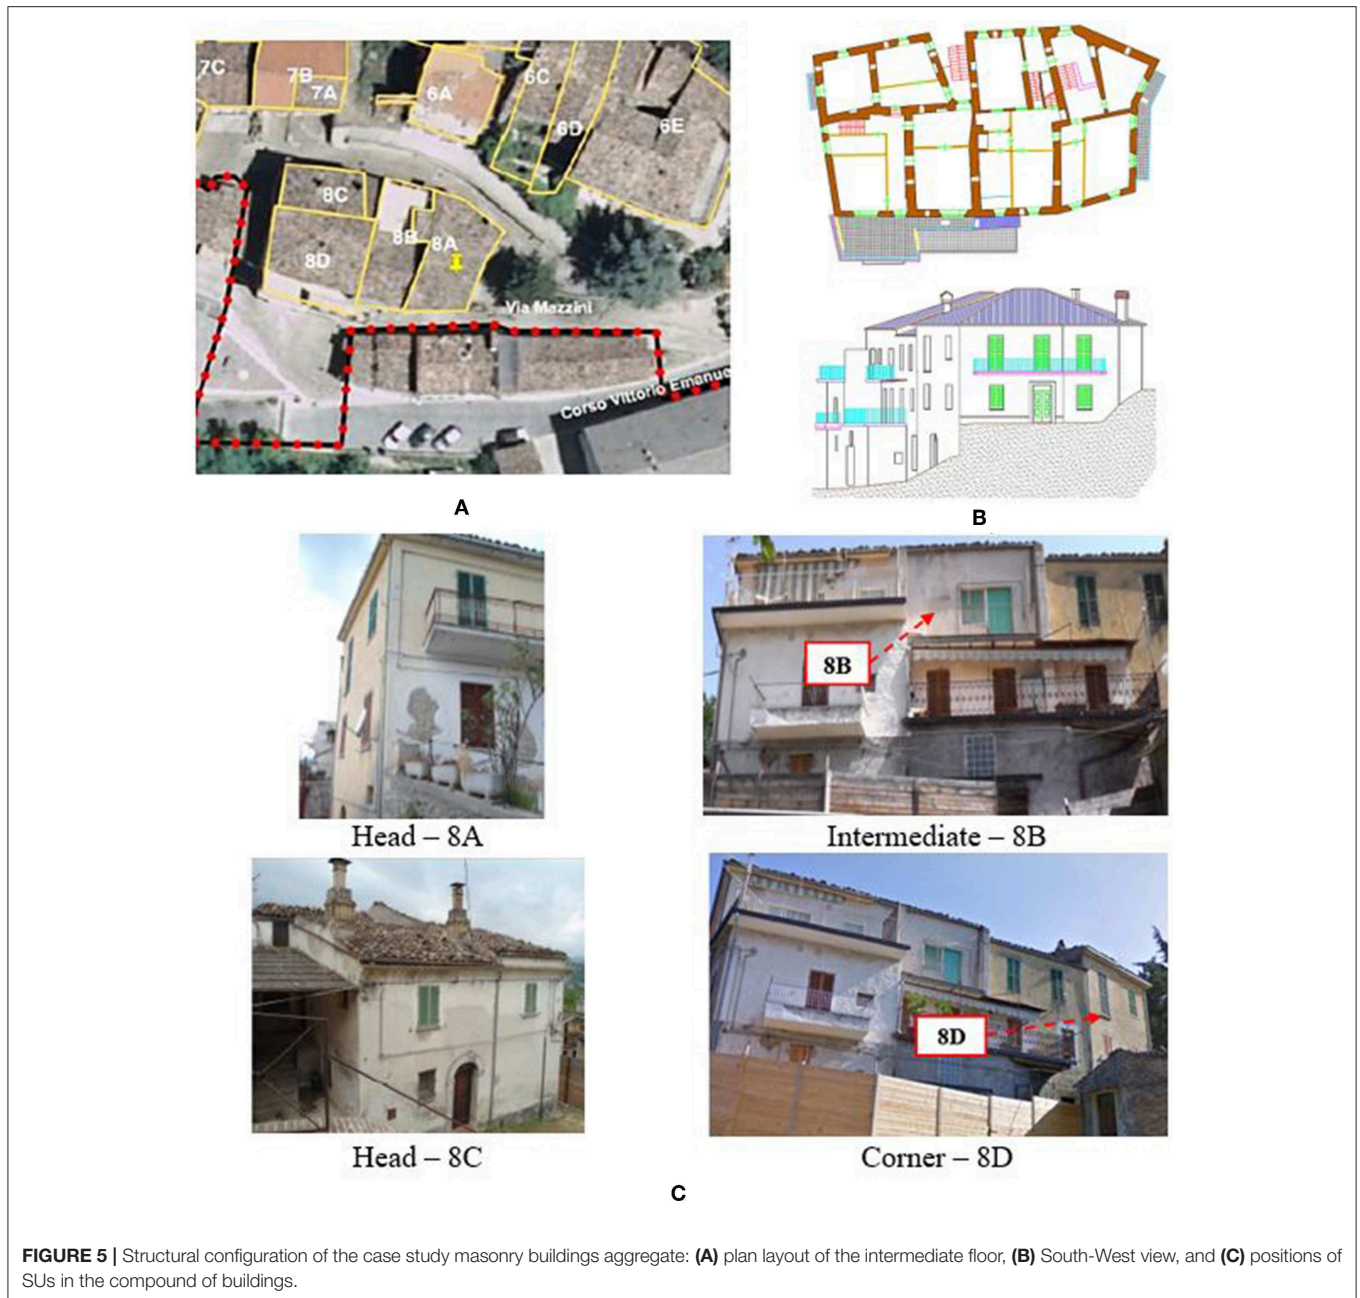 7C
7B
7A
6A
6C
6D
6E
8C
8B
8A
8D
Via Mazzini
Corso Vittorio Emanue
A
B
8B
Head – 8A
Intermediate – 8B
8D
Head – 8C
Corner – 8D
C
FIGURE 5 | Structural configuration of the case study masonry buildings aggregate: (A) plan layout of the intermediate floor, (B) South-West view, and (C) positions of
SUs in the compound of buildings.